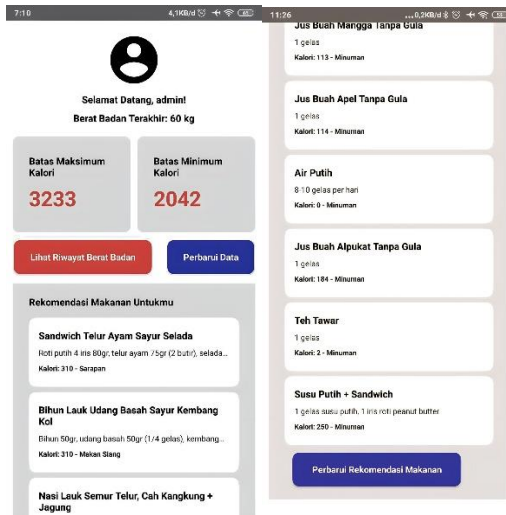 7:10
4,1KB/d
Selamat Datang, admin!
Berat Badan Terakhir: 60 kg
Batas Maksimum
Kalori
3233
Batas Minimum
Kalori
2042
Lihat Riwayat Berat Badan
Perbarui Data
Rekomendasi Makanan Untukmu
Sandwich Telur Ayam Sayur Selada
Roti putih 4 iris 80gr, telur ayam 75gr (2 butir), selada...
Kalori: 310 - Sarapan
Bihun Lauk Udang Basah Sayur Kembang
Kol
Bihun 50gr, udang basah 50gr (1/4 gelas), kembang...
Kalori: 310 - Makan Siang
Nasi Lauk Semur Telur, Cah Kangkung +
Jagung
11:26
...0,2KB/d
Jus Buah Mangga Tanpa Gula
1 gelas
Kalori: 113 - Minuman
Jus Buah Apel Tanpa Gula
1 gelas
Kalori: 114 - Minuman
Air Putih
8-10 gelas per hari
Kalori: 0 - Minuman
Jus Buah Alpukat Tanpa Gula
1 gelas
Kalori: 184 - Minuman
Teh Tawar
1 gelas
Kalori: 2 - Minuman
Susu Putih + Sandwich
1 gelas susu putih, 1 iris roti peanut butter
Kalori: 250 - Minuman
Perbarui Rekomendasi Makanan